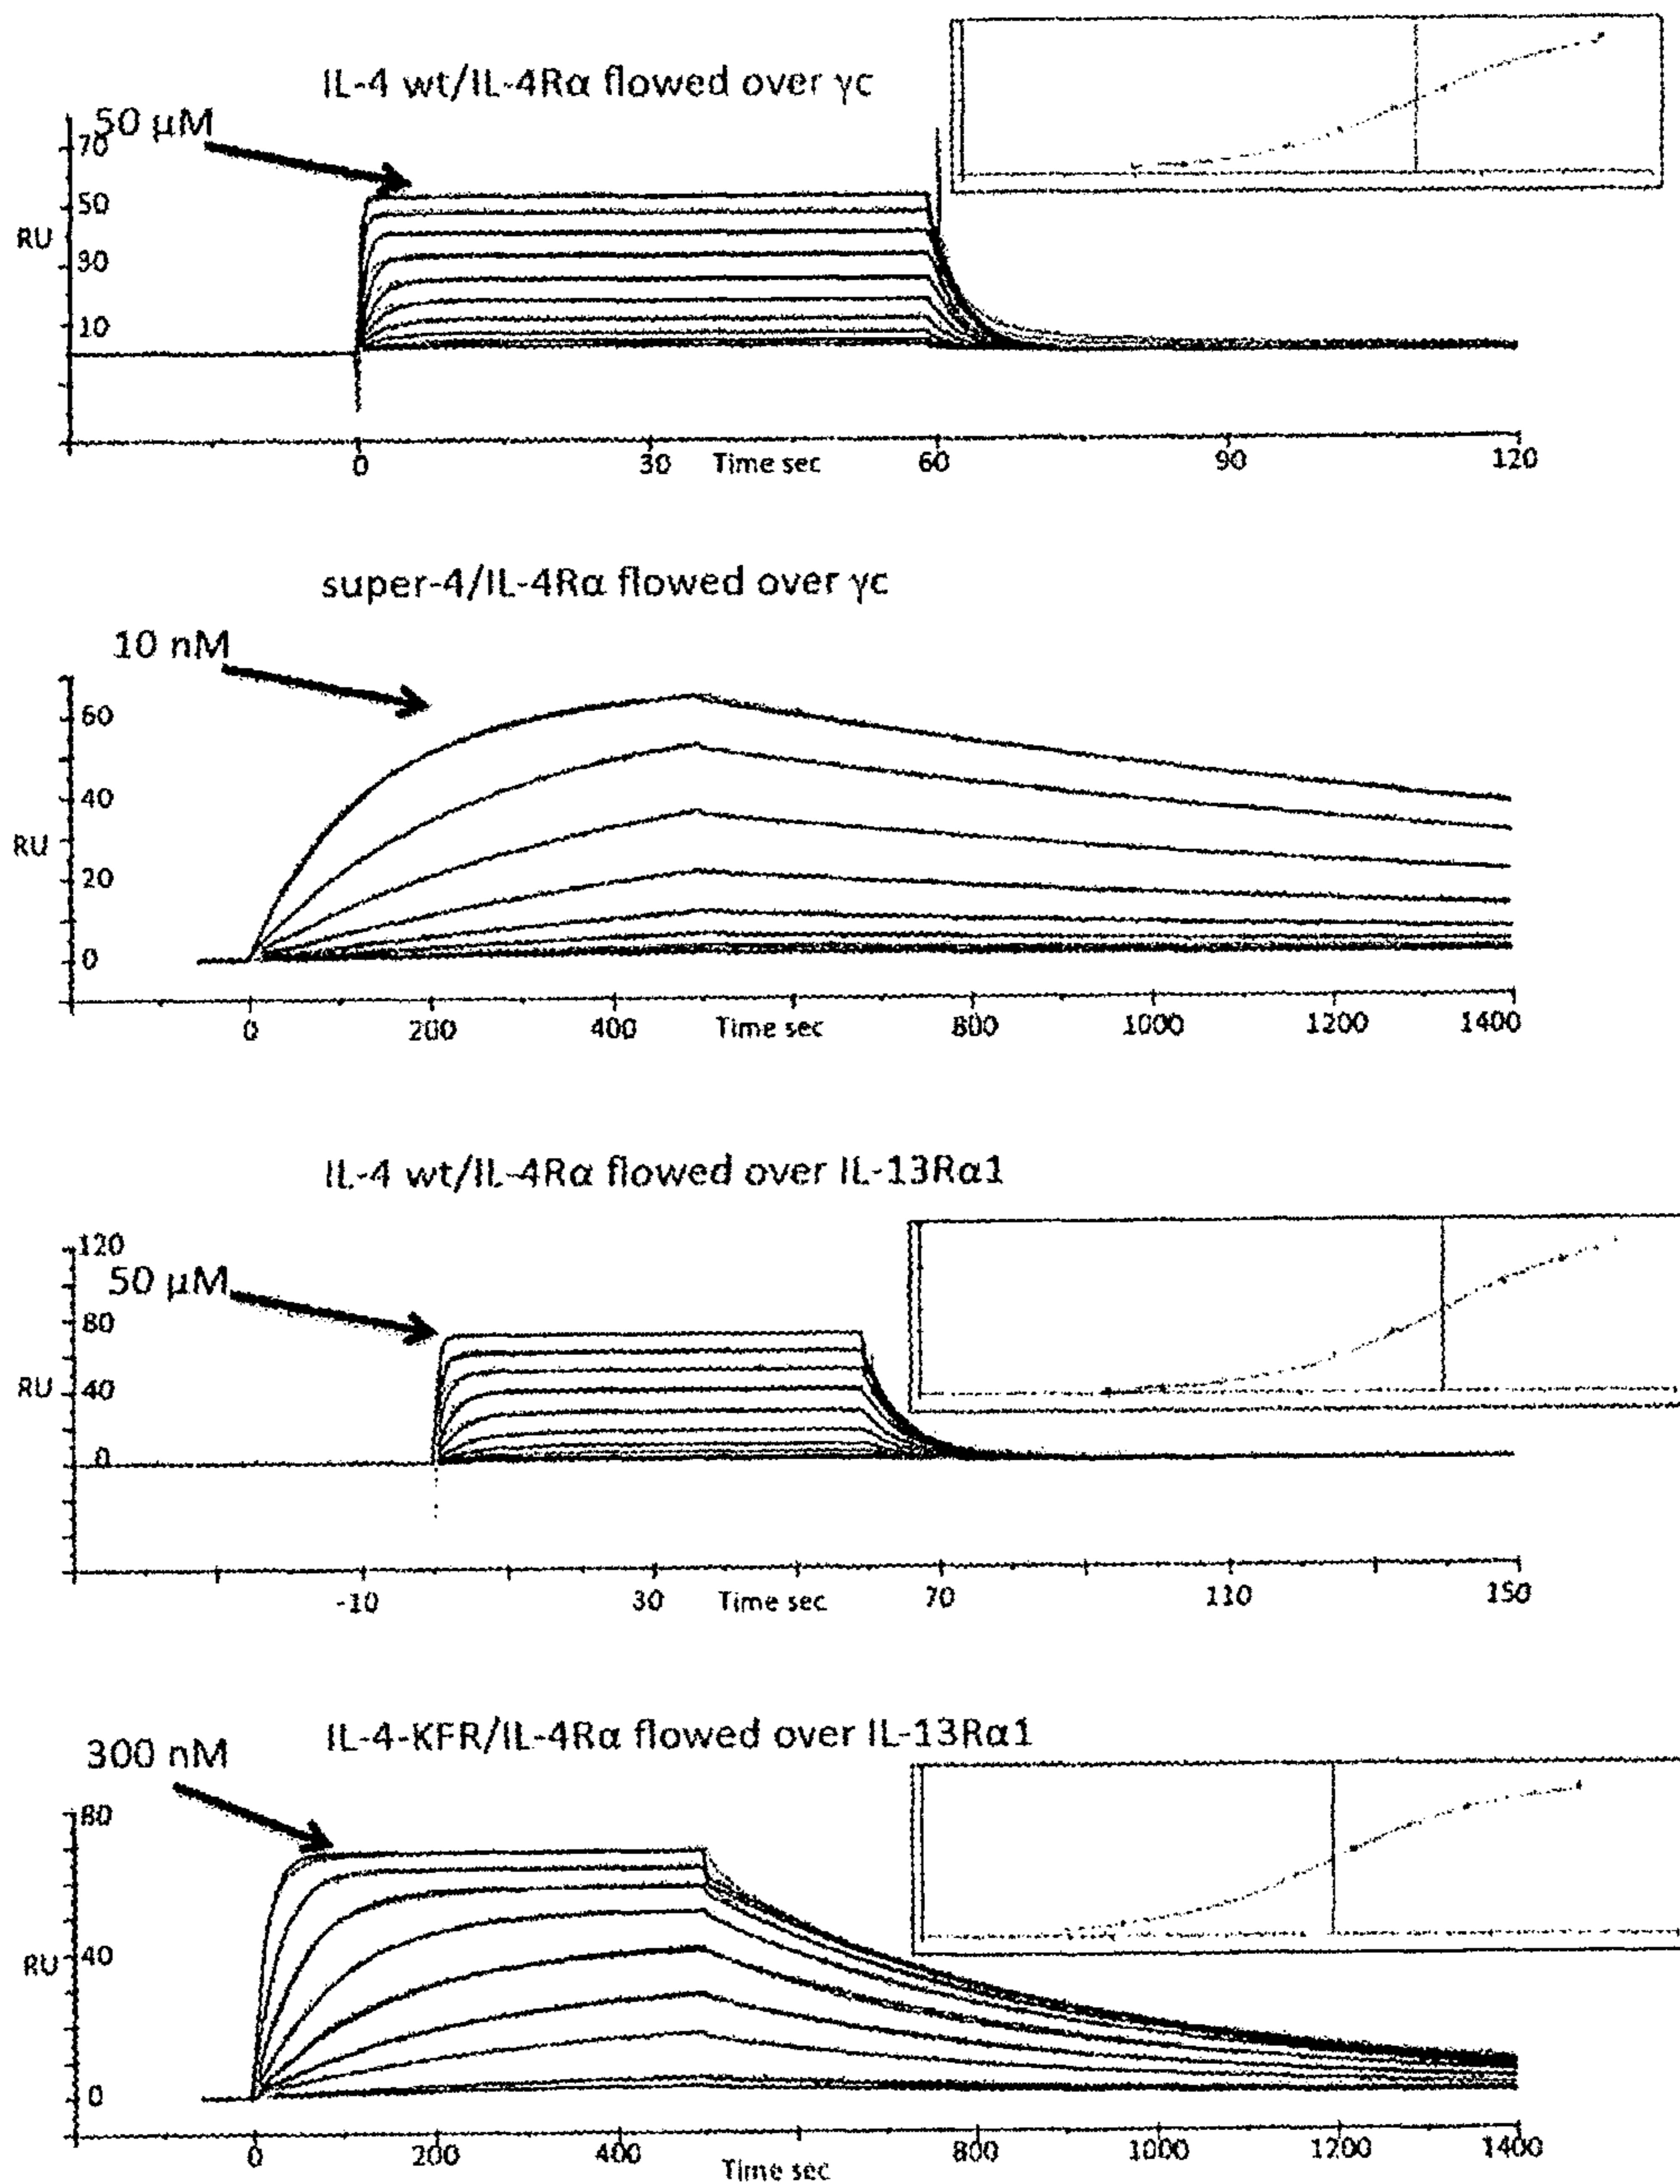 IL-4 wt/IL-4Rα flowed over γc
50 μM
70
50
RU
30
10
0 30 Time sec 60 90 120
super-4/IL-4Rα flowed over γc
10 nM
60
40
RU
20
0
0 200 400 Time sec 800 1000 1200 1400
IL-4 wt/IL-4Rα flowed over IL-13Rα1
120
50 μM
80
RU 40
0
-10 30 Time sec 70 110 150
IL-4-KFR/IL-4Rα flowed over IL-13Rα1
300 nM
80
RU 40
0
0 200 400 Time sec 800 1000 1200 1400